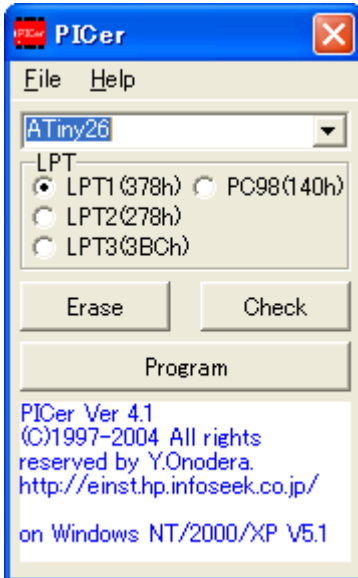 PICer
File Help
ATiny26
LPT
LPT1(378h) PC98(140h)
LPT2(278h)
LPT3(3BCh)
Erase Check
Program
PICer Ver 4.1
(C)1997-2004 All rights
reserved by Y.Onodera.
http://einst.hp.infoseek.co.jp/
on Windows NT/2000/XP V5.1